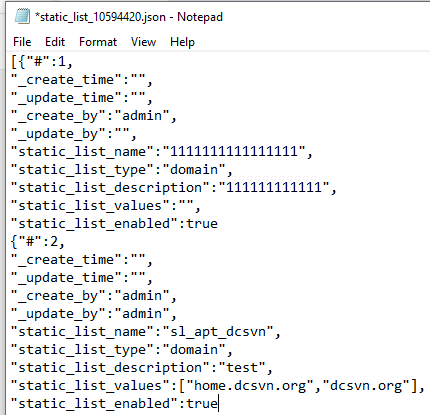 *static_list_10594420.json - Notepad
File Edit Format View Help
[{"#":1,
"_create_time":"",
"_update_time":"",
"_create_by":"admin",
"_update_by":"",
"static_list_name":"1111111111111111",
"static_list_type":"domain",
"static_list_description":"111111111111",
"static_list_values":"",
"static_list_enabled":true
{"#":2,
"_create_time":"",
"_update_time":"",
"_create_by":"admin",
"_update_by":"admin",
"static_list_name":"sl_apt_dcsvn",
"static_list_type":"domain",
"static_list_description":"test",
"static_list_values":["home.dcsvn.org","dcsvn.org"],
"static_list_enabled":true